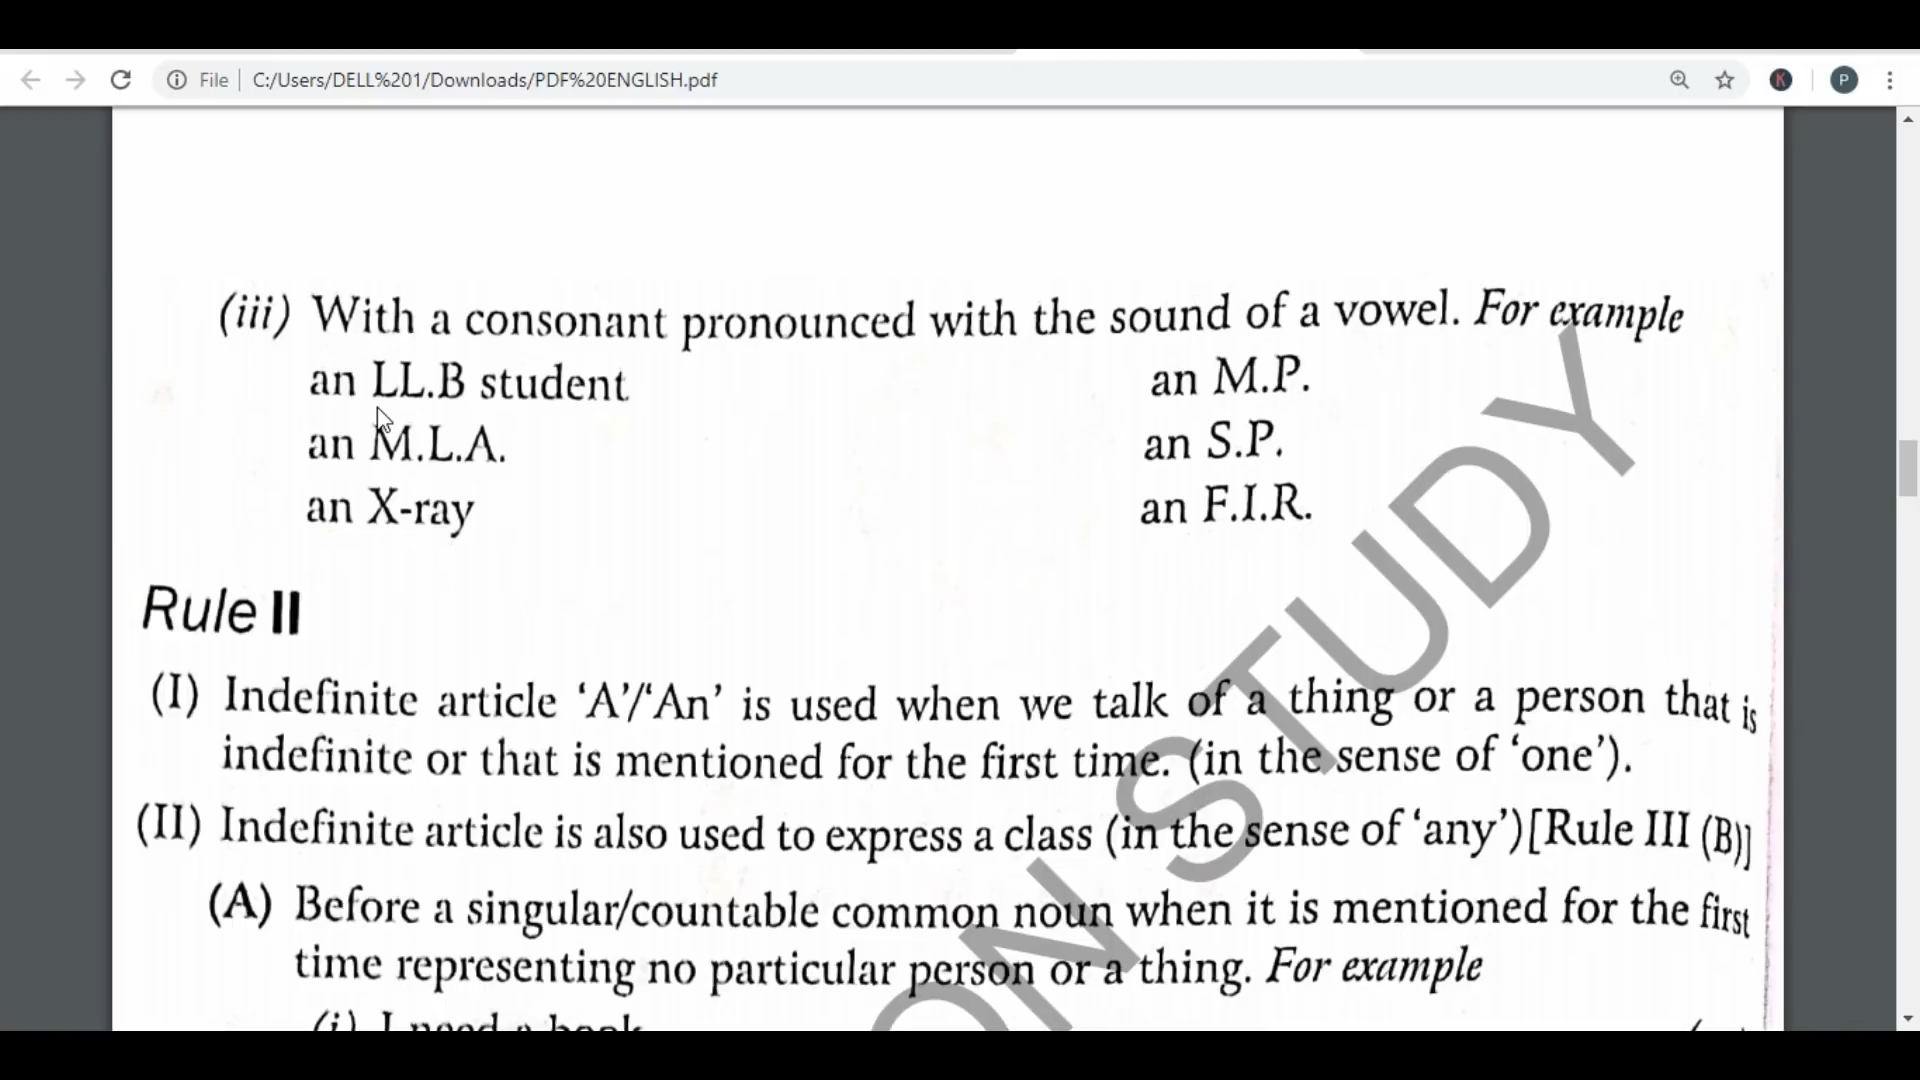 File C:/Users/DELL%201/Downloads/PDF%20ENGLISH.pdf
K
P
(iii) With a consonant pronounced with the sound of a vowel. For example
an LL.B student an M.P.
an M.L.A. an S.P.
an X-ray an F.I.R.
Rule II
(I) Indefinite article ‘A’/‘An’ is used when we talk of a thing or a person that is
indefinite or that is mentioned for the first time. (in the sense of ‘one’).
(II) Indefinite article is also used to express a class (in the sense of ‘any’)[Rule III (B)]
(A) Before a singular/countable common noun when it is mentioned for the first
time representing no particular person or a thing. For example
(i) I need a book
ON STUDY